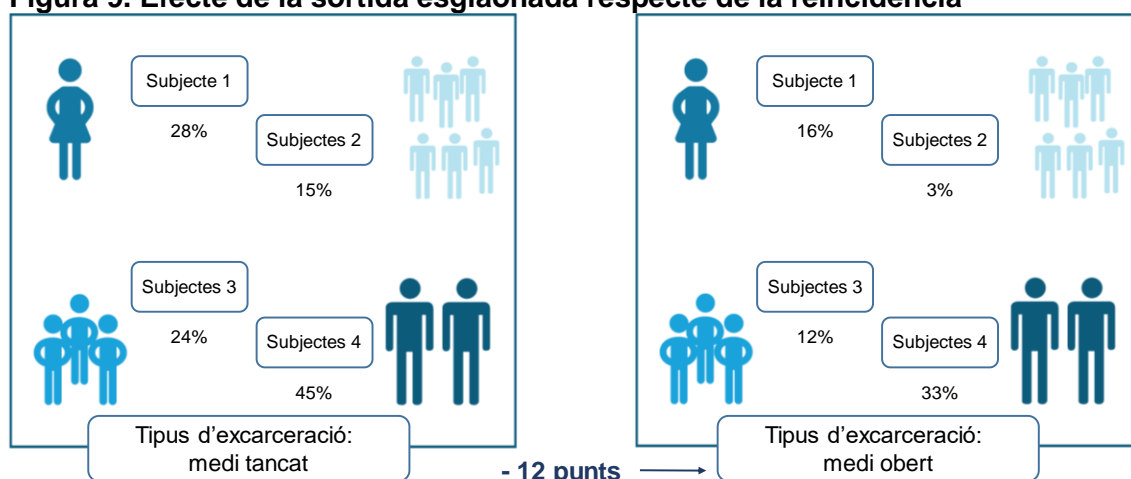 Figura 9. Efecte de la sortida esglaonada respecte de la reincidència
Subjecte 1
28%
Subjectes 2
15%
Subjectes 3
24%
Subjectes 4
45%
Tipus d'excarceració:
medi tancat
- 12 punts
Subjecte 1
16%
Subjectes 2
3%
Subjectes 3
12%
Subjectes 4
33%
Tipus d'excarceració:
medi obert